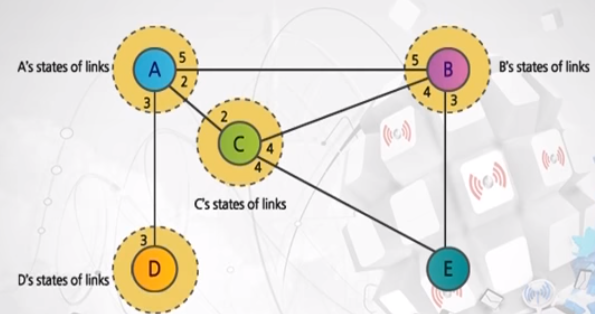 A's states of links
A
5
2
3
5
B
4
3
B's states of links
2
C
4
4
C's states of links
3
D
D's states of links
E